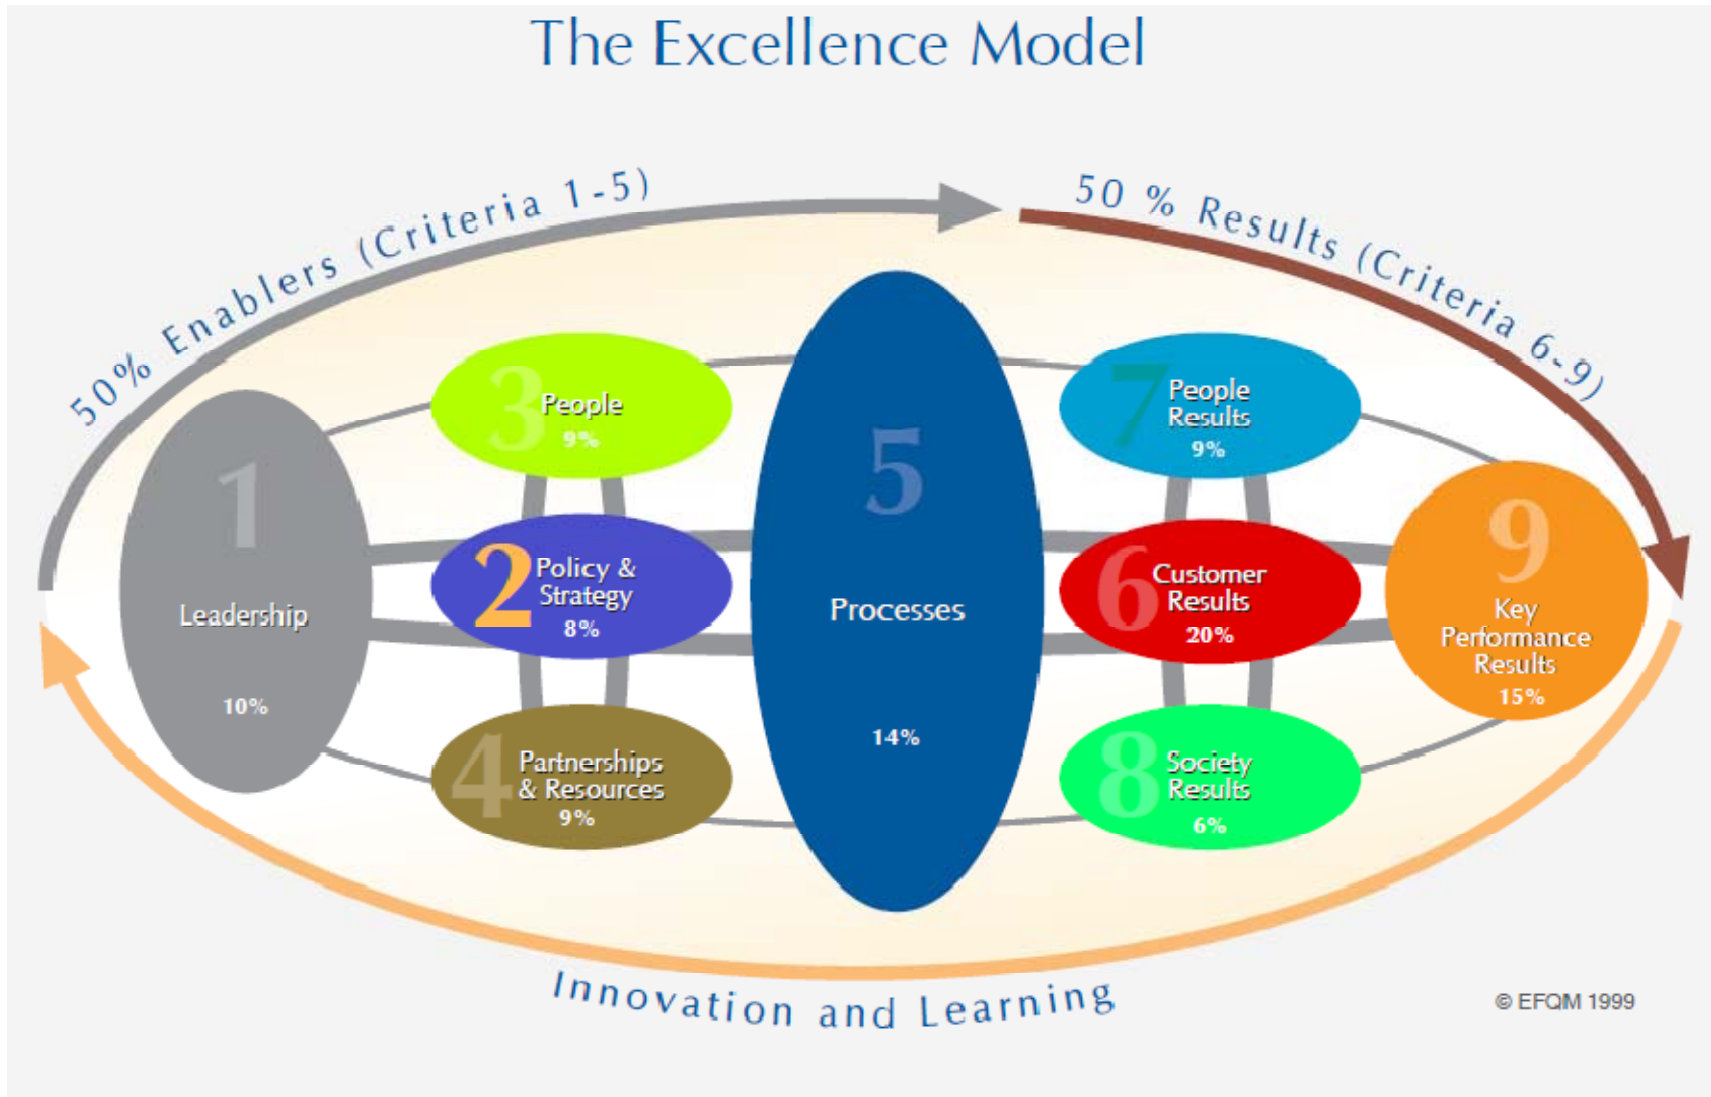 The Excellence Model
50% Enablers (Criteria 1-5)
50 % Results (Criteria 6-9)
1
Leadership
10%
3
People
9%
2
Policy &
Strategy
8%
4
Partnerships
& Resources
9%
5
Processes
14%
7
People
Results
9%
6
Customer
Results
20%
8
Society
Results
6%
9
Key
Performance
Results
15%
Innovation and Learning
© EFQM 1999